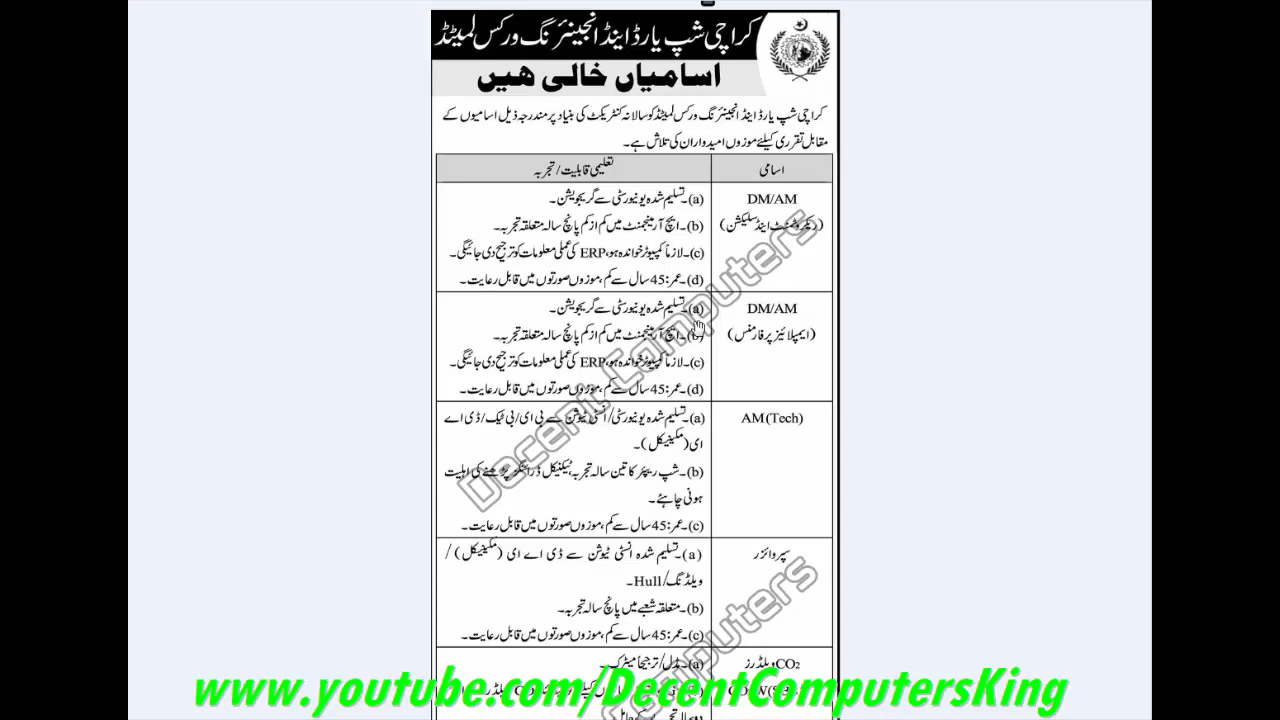 کراچی شپ یارڈ اینڈ انجینئرنگ ورکس لمیٹڈ
اسامیاں خالی ہیں
کراچی شپ یارڈ اینڈ انجینئرنگ ورکس لمیٹڈ کو سالانہ کنٹریکٹ کی بنیاد پر مندرجہ ذیل اسامیوں کے
مقابل تقرری کیلئے موزوں امیدواران کی تلاش ہے۔
اسامی
تعلیمی قابلیت/تجربہ
DM/AM
(ریکروٹمنٹ اینڈ سلیکشن)
(a)۔ تسلیم شدہ یونیورسٹی سے گریجویشن۔
(b)۔ ایچ آر مینجمنٹ میں کم از کم پانچ سالہ متعلقہ تجربہ۔
(c)۔ لازماً کمپیوٹر خواندہ ہو، ERP کی عملی معلومات کو ترجیح دی جائیگی۔
(d)۔ عمر: 45 سال سے کم، موزوں صورتوں میں قابل رعایت۔
DM/AM
(ایمپلائیز پرفارمنس)
(a)۔ تسلیم شدہ یونیورسٹی سے گریجویشن۔
(b)۔ ایچ آر مینجمنٹ میں کم از کم پانچ سالہ متعلقہ تجربہ۔
(c)۔ لازماً کمپیوٹر خواندہ ہو، ERP کی عملی معلومات کو ترجیح دی جائیگی۔
(d)۔ عمر: 45 سال سے کم، موزوں صورتوں میں قابل رعایت۔
AM(Tech)
(a)۔ تسلیم شدہ یونیورسٹی/انسٹی ٹیوشن سے بی ای/بی ٹیک/ڈی اے
ای (مکینیکل)۔
(b)۔ شپ ریپئر کا تین سالہ تجربہ، ٹیکنیکل ڈرائنگز پڑھنے کی اہلیت
ہونی چاہئے۔
(c)۔ عمر: 45 سال سے کم، موزوں صورتوں میں قابل رعایت۔
سپروائزر
(a)۔ تسلیم شدہ انسٹی ٹیوشن سے ڈی اے ای (مکینیکل)/
ویلڈنگ/Hull۔
(b)۔ متعلقہ شعبے میں پانچ سالہ تجربہ۔
(c)۔ عمر: 45 سال سے کم، موزوں صورتوں میں قابل رعایت۔
CO2 ویلڈرز
(a)۔ مڈل/ترجیحاً میٹرک۔
Decent Computers
Decent Computers
www.youtube.com/DecentComputersKing